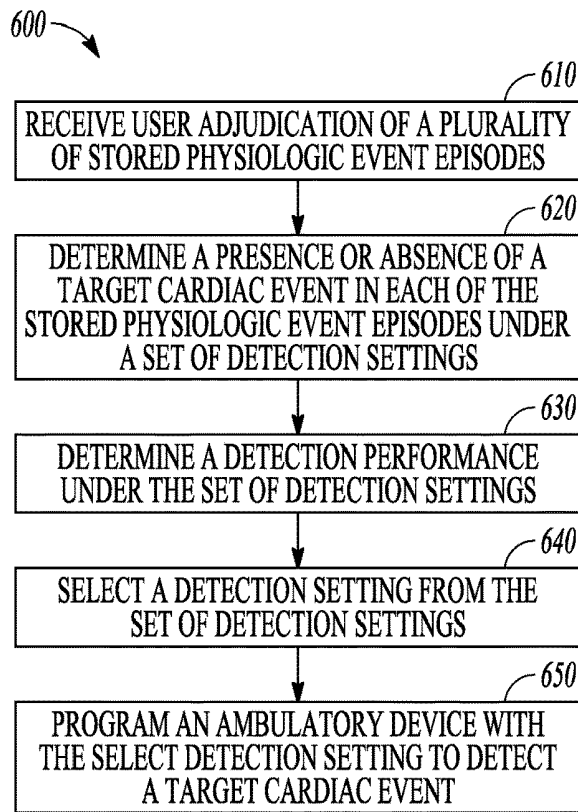 600
610
RECEIVE USER ADJUDICATION OF A PLURALITY
OF STORED PHYSIOLOGIC EVENT EPISODES
620
DETERMINE A PRESENCE OR ABSENCE OF A
TARGET CARDIAC EVENT IN EACH OF THE
STORED PHYSIOLOGIC EVENT EPISODES UNDER
A SET OF DETECTION SETTINGS
630
DETERMINE A DETECTION PERFORMANCE
UNDER THE SET OF DETECTION SETTINGS
640
SELECT A DETECTION SETTING FROM THE
SET OF DETECTION SETTINGS
650
PROGRAM AN AMBULATORY DEVICE WITH
THE SELECT DETECTION SETTING TO DETECT
A TARGET CARDIAC EVENT